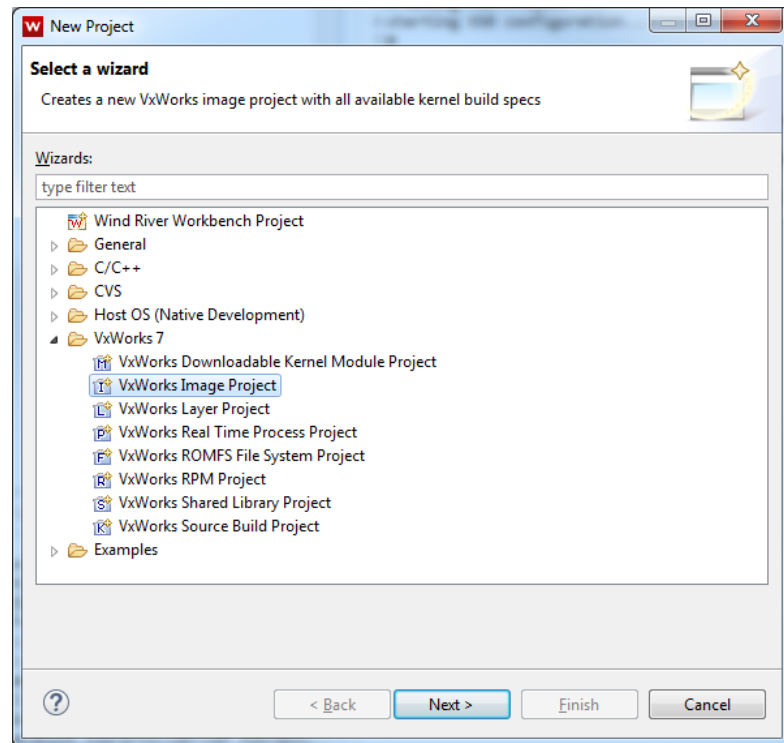 New Project
Select a wizard
Creates a new VxWorks image project with all available kernel build specs
Wizards:
type filter text
Wind River Workbench Project
General
C/C++
CVS
Host OS (Native Development)
VxWorks 7
VxWorks Downloadable Kernel Module Project
VxWorks Image Project
VxWorks Layer Project
VxWorks Real Time Process Project
VxWorks ROMFS File System Project
VxWorks RPM Project
VxWorks Shared Library Project
VxWorks Source Build Project
Examples
< Back Next > Finish Cancel